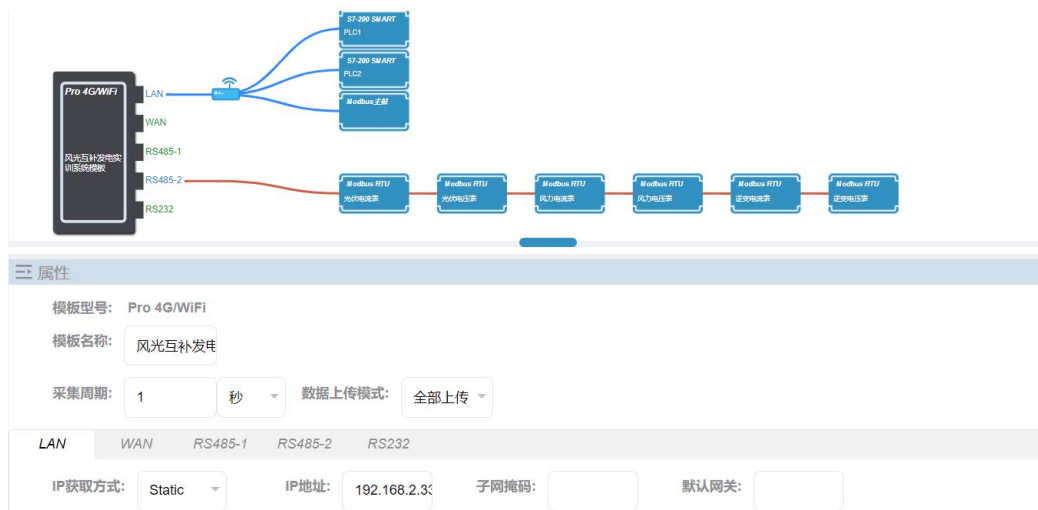 S7-200 SMART
PLC1
S7-200 SMART
PLC2
Modbus主站
Pro 4G/WiFi
风光互补发电实
训系统模板
LAN
WAN
RS485-1
RS485-2
RS232
Modbus RTU
光伏电流表
Modbus RTU
光伏电压表
Modbus RTU
风力电流表
Modbus RTU
风力电压表
Modbus RTU
逆变电流表
Modbus RTU
逆变电压表
属性
模板型号: Pro 4G/WiFi
模板名称: 风光互补发电
采集周期: 1 秒 数据上传模式: 全部上传
LAN WAN RS485-1 RS485-2 RS232
IP获取方式: Static IP地址: 192.168.2.33 子网掩码: 默认网关: